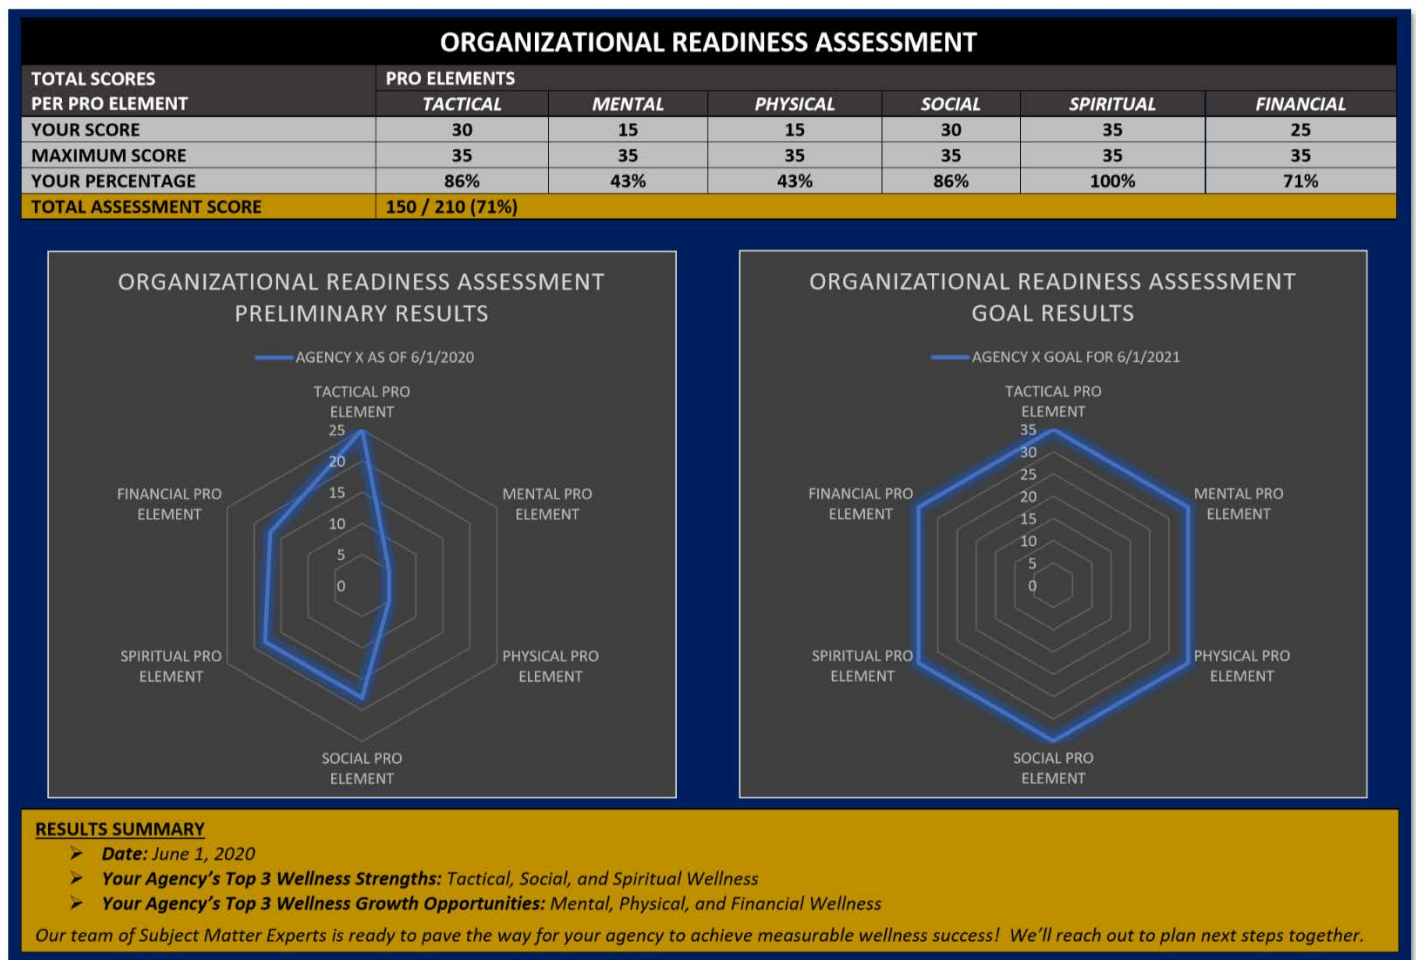 ORGANIZATIONAL READINESS ASSESSMENT
TOTAL SCORES PRO ELEMENTS
PER PRO ELEMENT TACTICAL MENTAL PHYSICAL SOCIAL SPIRITUAL FINANCIAL
YOUR SCORE 30 15 15 30 35 25
MAXIMUM SCORE 35 35 35 35 35 35
YOUR PERCENTAGE 86% 43% 43% 86% 100% 71%
TOTAL ASSESSMENT SCORE 150 / 210 (71%)
ORGANIZATIONAL READINESS ASSESSMENT
PRELIMINARY RESULTS
AGENCY X AS OF 6/1/2020
TACTICAL PRO
ELEMENT
25
20
15
10
5
0
FINANCIAL PRO
ELEMENT
MENTAL PRO
ELEMENT
SPIRITUAL PRO
ELEMENT
PHYSICAL PRO
ELEMENT
SOCIAL PRO
ELEMENT
ORGANIZATIONAL READINESS ASSESSMENT
GOAL RESULTS
AGENCY X GOAL FOR 6/1/2021
TACTICAL PRO
ELEMENT
35
30
25
20
15
10
5
0
FINANCIAL PRO
ELEMENT
MENTAL PRO
ELEMENT
SPIRITUAL PRO
ELEMENT
PHYSICAL PRO
ELEMENT
SOCIAL PRO
ELEMENT
RESULTS SUMMARY
➢ Date: June 1, 2020
➢ Your Agency's Top 3 Wellness Strengths: Tactical, Social, and Spiritual Wellness
➢ Your Agency's Top 3 Wellness Growth Opportunities: Mental, Physical, and Financial Wellness
Our team of Subject Matter Experts is ready to pave the way for your agency to achieve measurable wellness success! We'll reach out to plan next steps together.